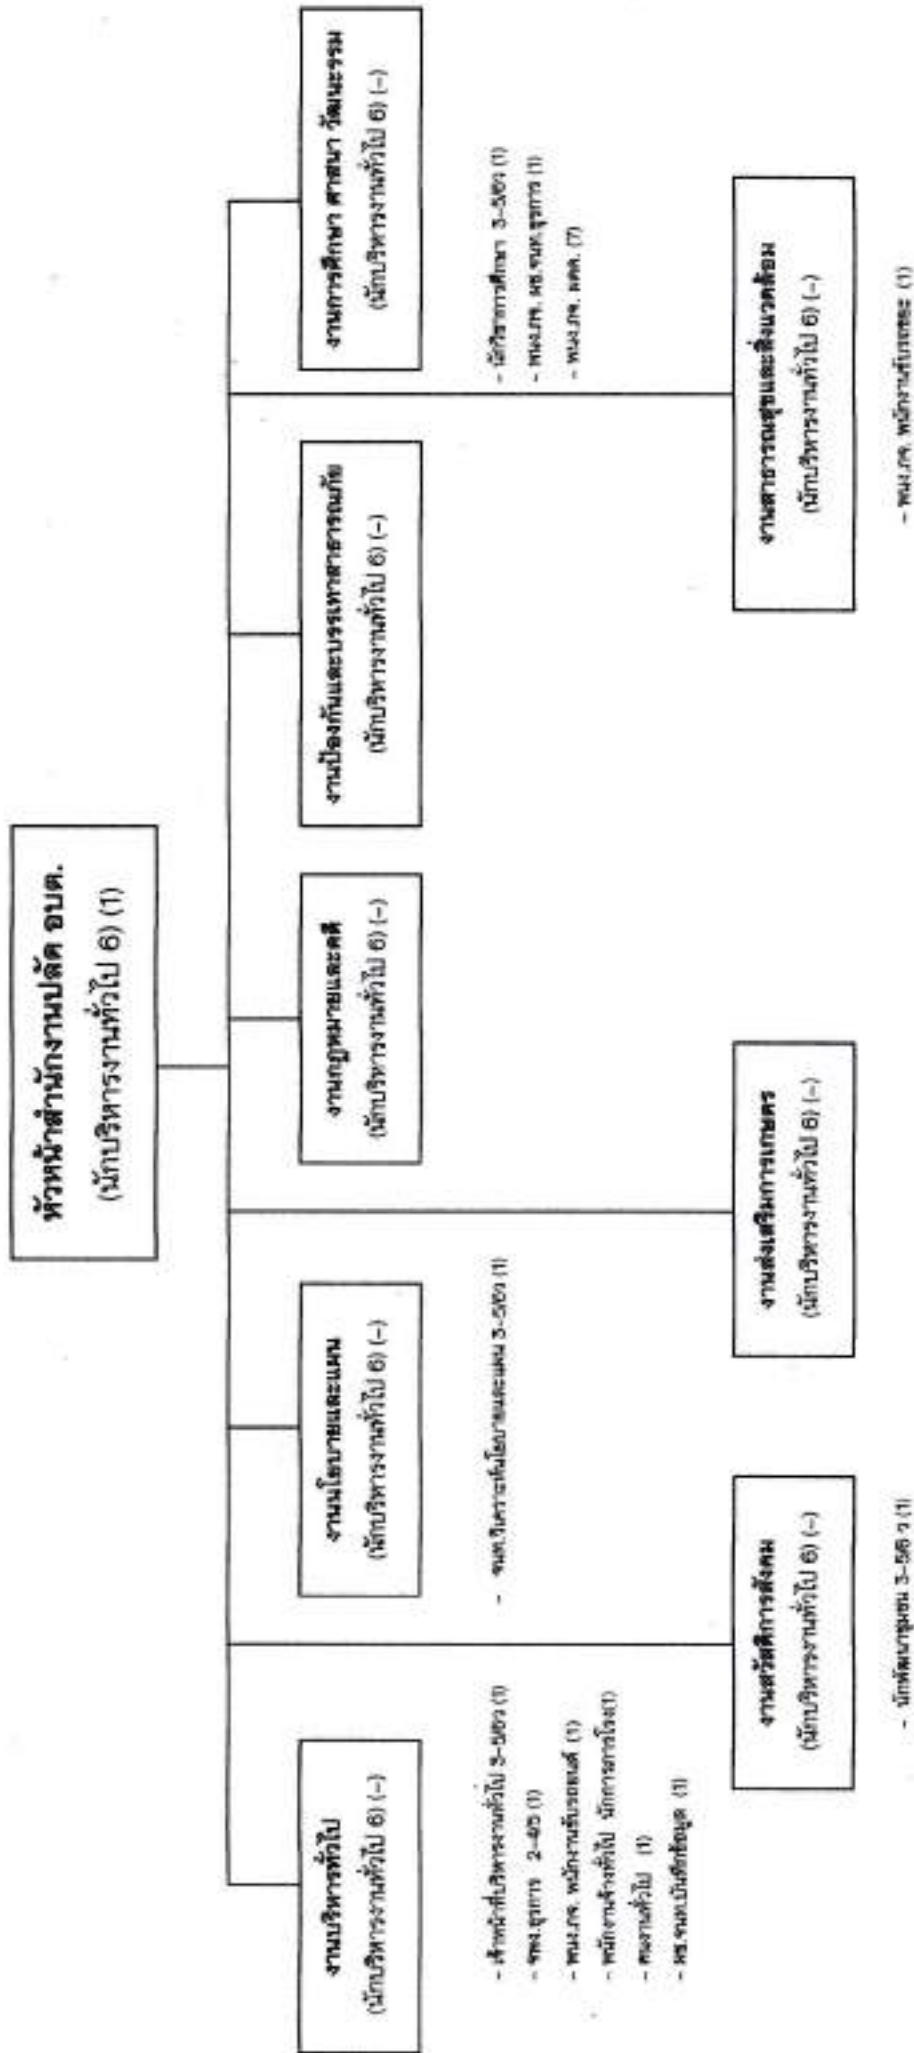 หัวหน้าสำนักงานปลัด อบต.
(นักบริหารงานทั่วไป 6) (1)
งานบริหารทั่วไป
(นักบริหารงานทั่วไป 6) (-)
- เจ้าหน้าที่บริหารงานทั่วไป 3-5/6ว (1)
- จพง.ธุรการ 2-4/5 (1)
- พนง.ภจ. พนักงานขับรถยนต์ (1)
- พนักงานจ้างทั่วไป นักการภารโรง(1)
- คนงานทั่วไป (1)
- ผช.จนท.บันทึกข้อมูล (1)
งานนโยบายและแผน
(นักบริหารงานทั่วไป 6) (-)
- จนท.วิเคราะห์นโยบายและแผน 3-5/6ว (1)
งานกฎหมายและคดี
(นักบริหารงานทั่วไป 6) (-)
งานป้องกันและบรรเทาสาธารณภัย
(นักบริหารงานทั่วไป 6) (-)
งานการศึกษา ศาสนา วัฒนะรรม
(นักบริหารงานทั่วไป 6) (-)
- นักวิชาการศึกษา 3-5/6ว (1)
- พนง.ภจ. ผช.จนท.ธุรการ (1)
- พนง.ภจ. ผดด. (7)
งานสวัสดิการสังคม
(นักบริหารงานทั่วไป 6) (-)
- นักพัฒนาชุมชน 3-5/6 ว (1)
งานส่งเสริมการเกษตร
(นักบริหารงานทั่วไป 6) (-)
งานสาธารณสุขและสิ่งแวดล้อม
(นักบริหารงานทั่วไป 6) (-)
- พนง.ภจ. พนักงานขับรถขยะ (1)